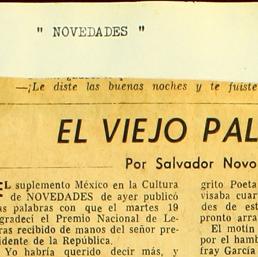 " NOVEDADES "
—¡Le diste las buenas noches y te fuiste
EL VIEJO PAL
Por Salvador Novo
EL suplemento México en la Cultura
de NOVEDADES de ayer publicó
as palabras con que el martes 19
gradecí el Premio Nacional de Le-
ras recibido de manos del señor pre-
idente de la República.
Yo habría querido decir más, y
grito Poeta
visaba cuar
des de est
pronto arra
El motín
por el hamb
fray García